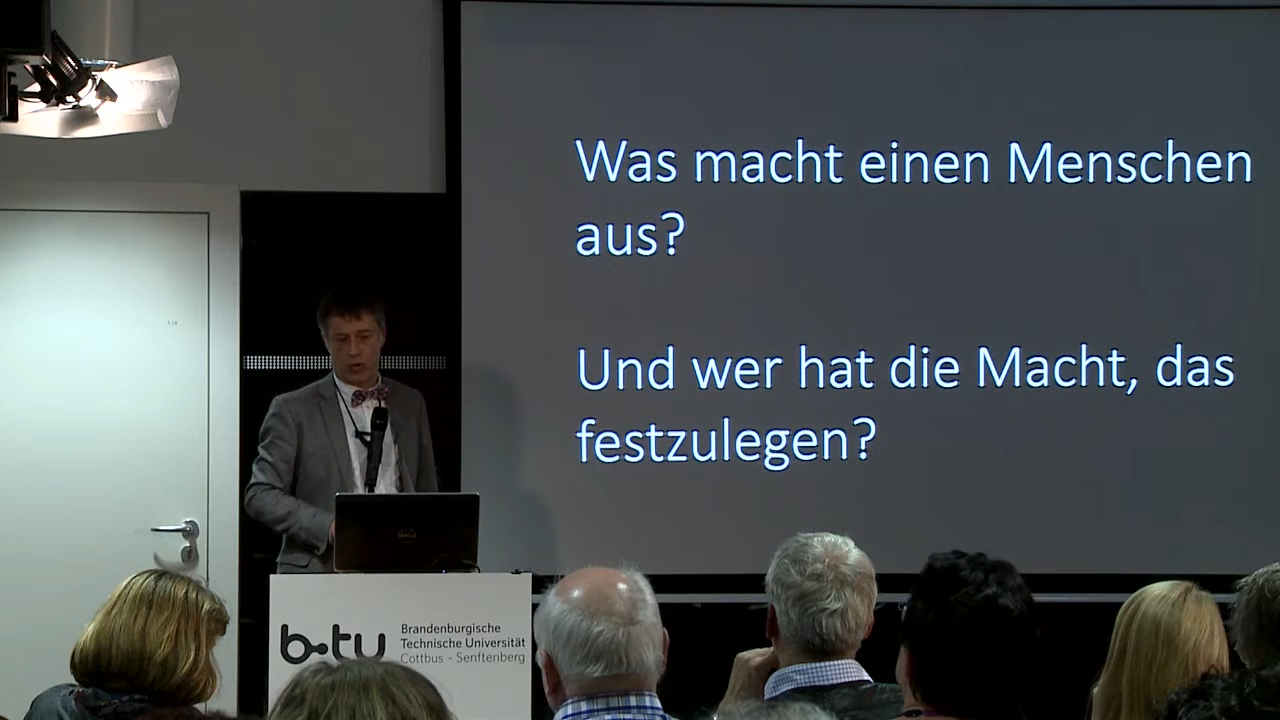 Was macht einen Menschen
aus?
Und wer hat die Macht, das
festzulegen?
b-tu
Brandenburgische
Technische Universität
Cottbus - Senftenberg